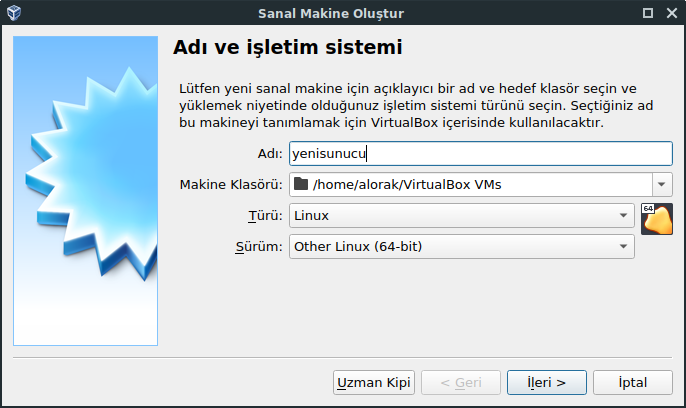 Sanal Makine Oluştur
Adı ve işletim sistemi
Lütfen yeni sanal makine için açıklayıcı bir ad ve hedef klasör seçin ve
yüklemek niyetinde olduğunuz işletim sistemi türünü seçin. Seçtiğiniz ad
bu makineyi tanımlamak için VirtualBox içerisinde kullanılacaktır.
Adı: yenisunucu
Makine Klasörü: /home/alorak/VirtualBox VMs
Türü: Linux
64
Sürüm: Other Linux (64-bit)
Uzman Kipi < Geri İleri > İptal